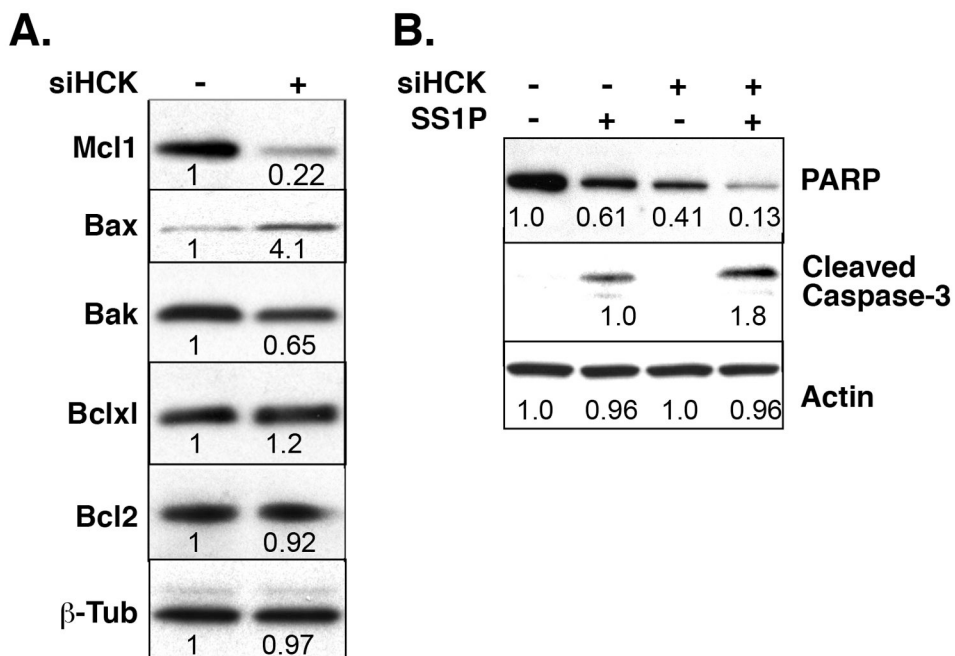 A.
siHCK - +
Mcl1
1 0.22
Bax
1 4.1
Bak
1 0.65
Bclxl
1 1.2
Bcl2
1 0.92
β-Tub
1 0.97
B.
siHCK - - + +
SS1P - + - +
PARP
1.0 0.61 0.41 0.13
Cleaved
Caspase-3
1.0 1.8
Actin
1.0 0.96 1.0 0.96